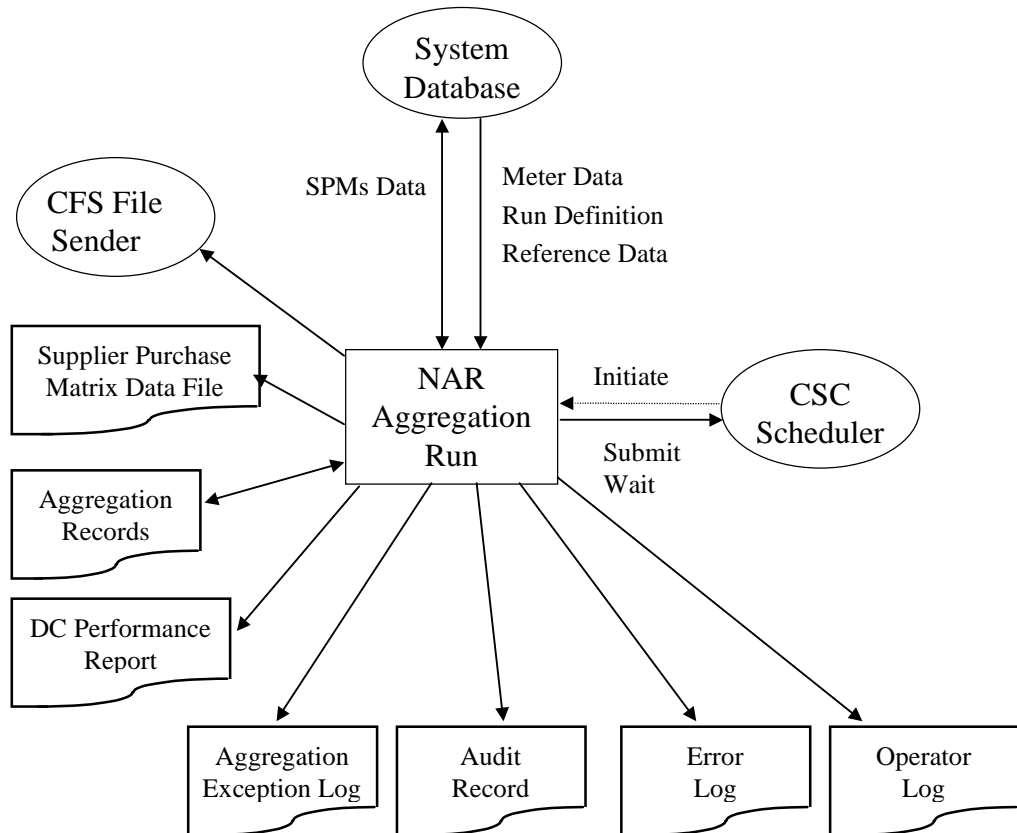 System
Database
SPMs Data
Meter Data
Run Definition
Reference Data
CFS File
Sender
Supplier Purchase
Matrix Data File
NAR
Aggregation
Run
Initiate
CSC
Scheduler
Submit
Wait
Aggregation
Records
DC Performance
Report
Aggregation
Exception Log
Audit
Record
Error
Log
Operator
Log